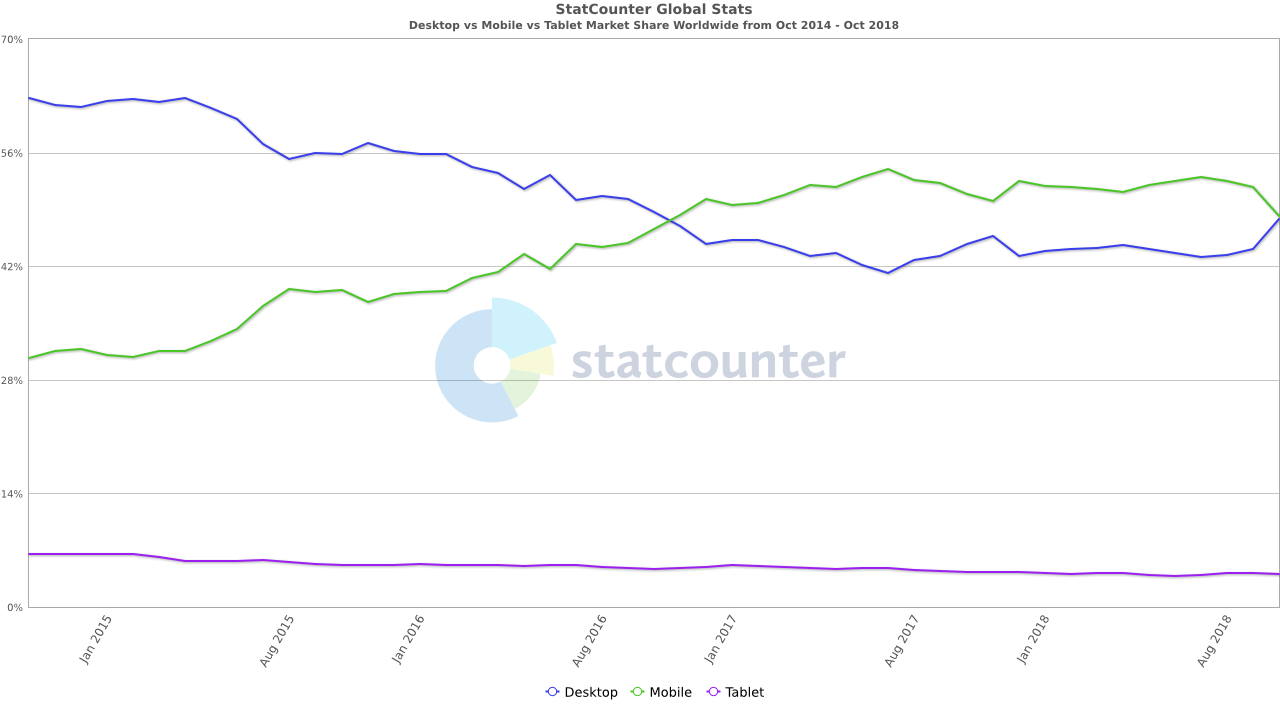 StatCounter Global Stats
Desktop vs Mobile vs Tablet Market Share Worldwide from Oct 2014 - Oct 2018
70%
56%
42%
28%
14%
0%
statcounter
Jan 2015
Aug 2015
Jan 2016
Aug 2016
Jan 2017
Aug 2017
Jan 2018
Aug 2018
Desktop Mobile Tablet